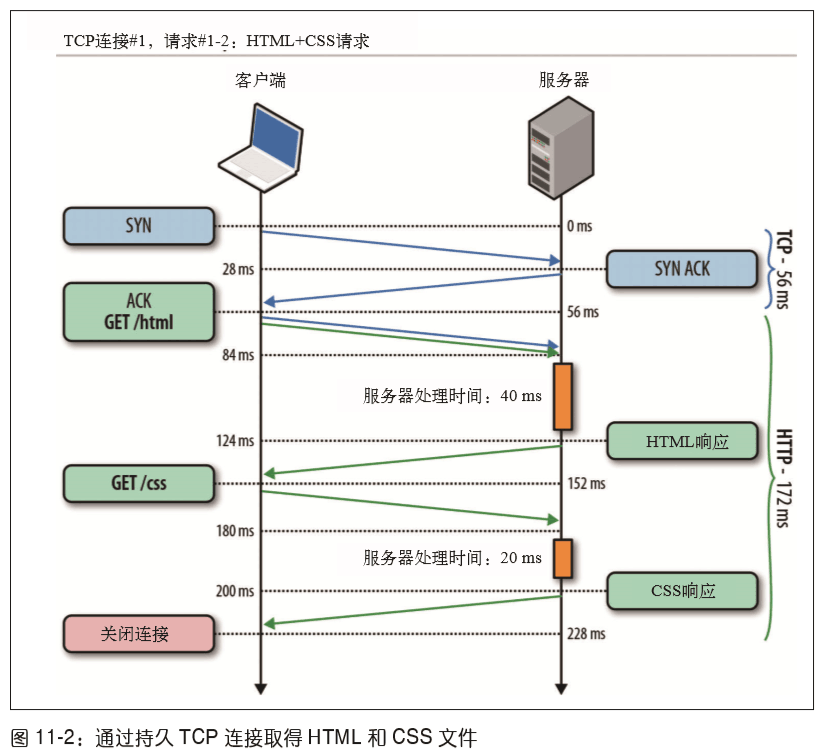 TCP连接#1，请求#1-2：HTML+CSS请求
客户端
服务器
SYN
0 ms
28 ms
SYN ACK
TCP - 56 ms
ACK
GET /html
56 ms
84 ms
服务器处理时间：40 ms
124 ms
HTML响应
HTTP - 172 ms
GET /css
152 ms
180 ms
服务器处理时间：20 ms
200 ms
CSS响应
关闭连接
228 ms
图 11-2：通过持久 TCP 连接取得 HTML 和 CSS 文件